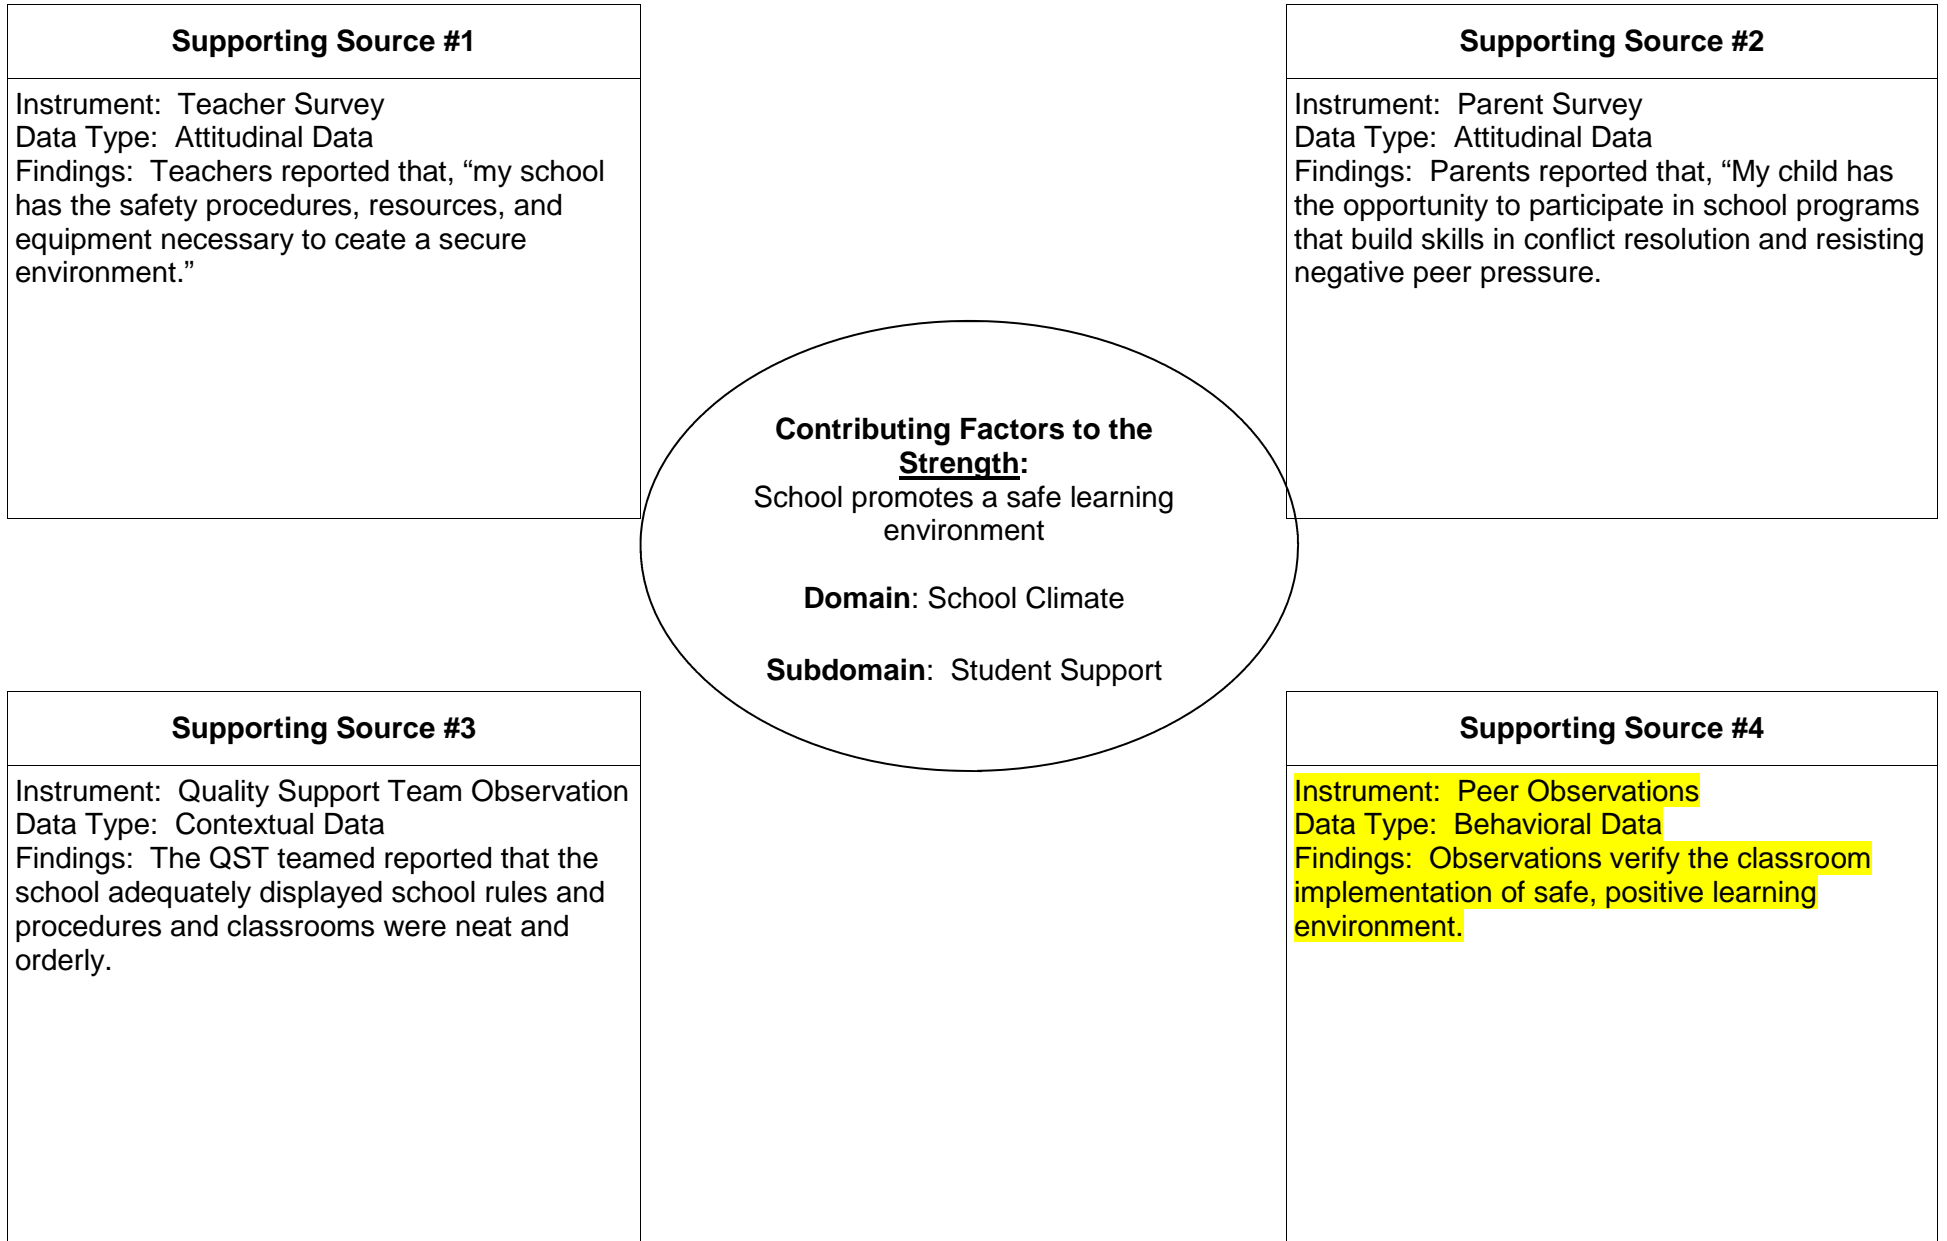 Supporting Source #1
Instrument:  Teacher Survey
Data Type:  Attitudinal Data
Findings:  Teachers reported that, “my school
has the safety procedures, resources, and
equipment necessary to ceate a secure
environment.”
Supporting Source #2
Instrument:  Parent Survey
Data Type:  Attitudinal Data
Findings:  Parents reported that, “My child has
the opportunity to participate in school programs
that build skills in conflict resolution and resisting
negative peer pressure.
Contributing Factors to the
Strength:
School promotes a safe learning
environment
Domain: School Climate
Subdomain:  Student Support
Supporting Source #3
Instrument:  Quality Support Team Observation
Data Type:  Contextual Data
Findings:  The QST teamed reported that the
school adequately displayed school rules and
procedures and classrooms were neat and
orderly.
Supporting Source #4
Instrument:  Peer Observations
Data Type:  Behavioral Data
Findings:  Observations verify the classroom
implementation of safe, positive learning
environment.